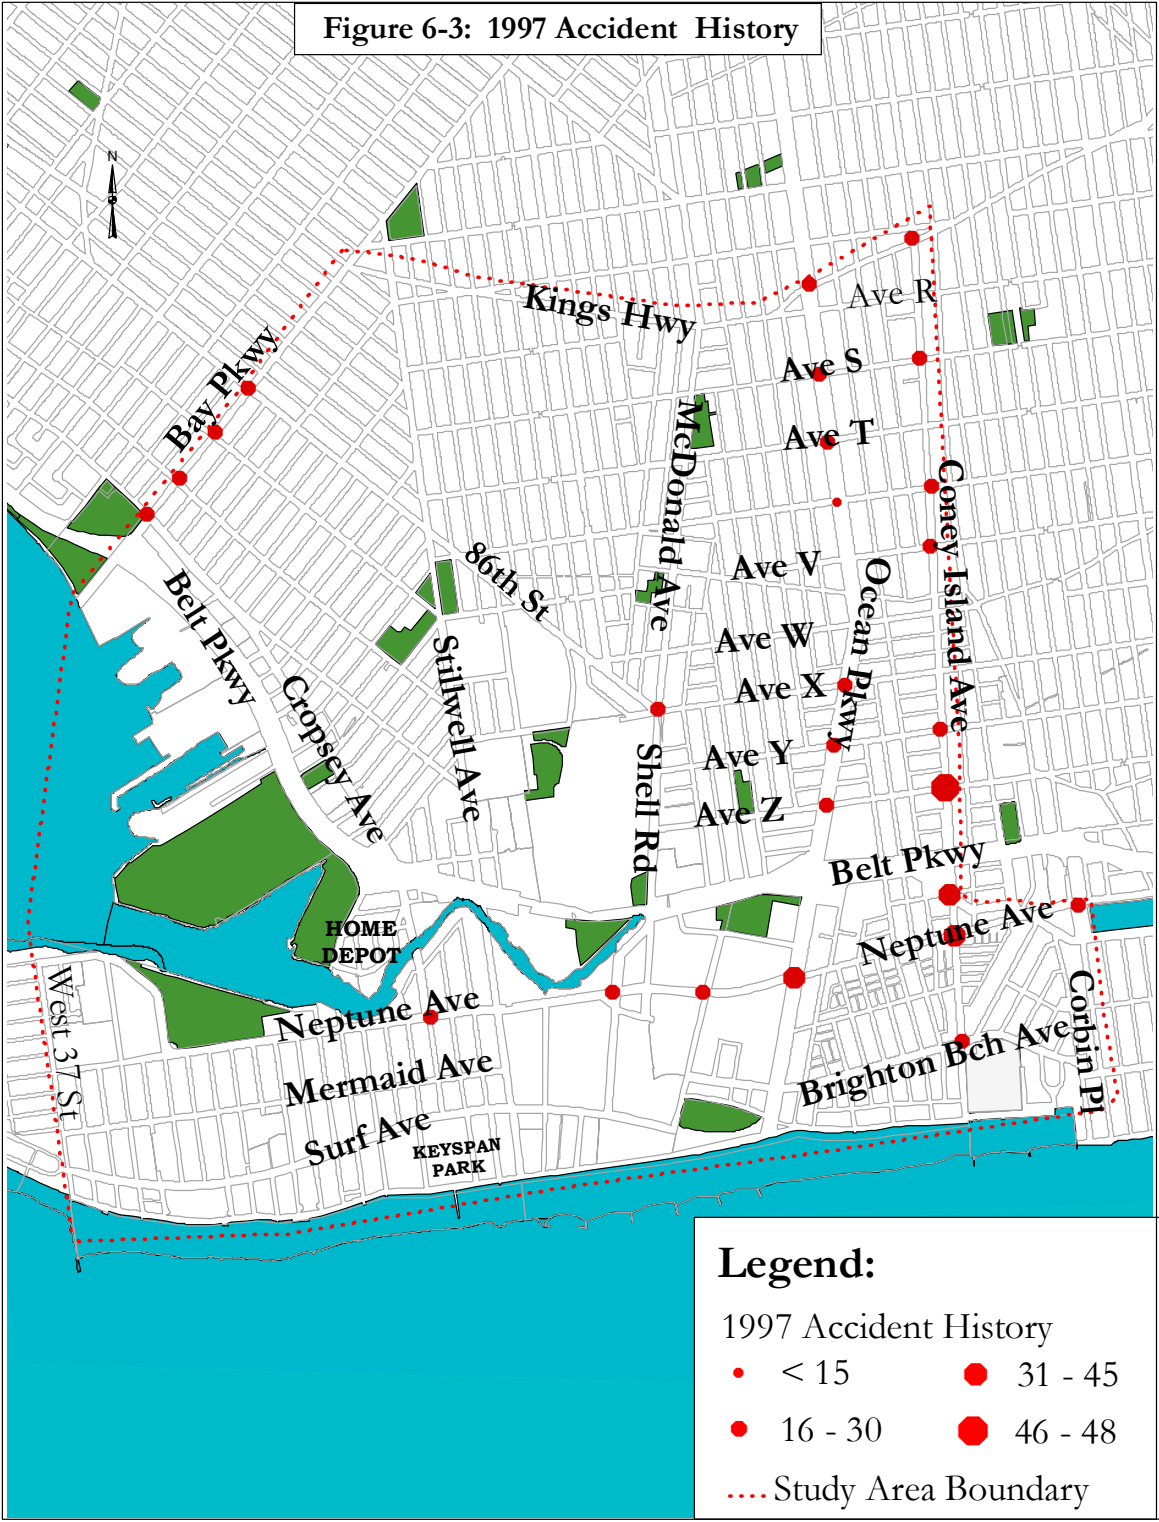 Figure 6-3: 1997 Accident History
N
Kings Hwy
Ave R
Bay Pkwy
Ave S
McDonald Ave
Ave T
Coney Island Ave
86th St
Ave V
Ocean Pkwy
Belt Pkwy
Ave W
Stillwell Ave
Cropsey Ave
Ave X
Shell Rd
Ave Y
Ave Z
Belt Pkwy
HOME
DEPOT
Neptune Ave
West 37 St
Neptune Ave
Corbin Pl
Mermaid Ave
Brighton Bch Ave
Surf Ave
KEYSPAN
PARK
Legend:
1997 Accident History
< 15
31 - 45
16 - 30
46 - 48
Study Area Boundary